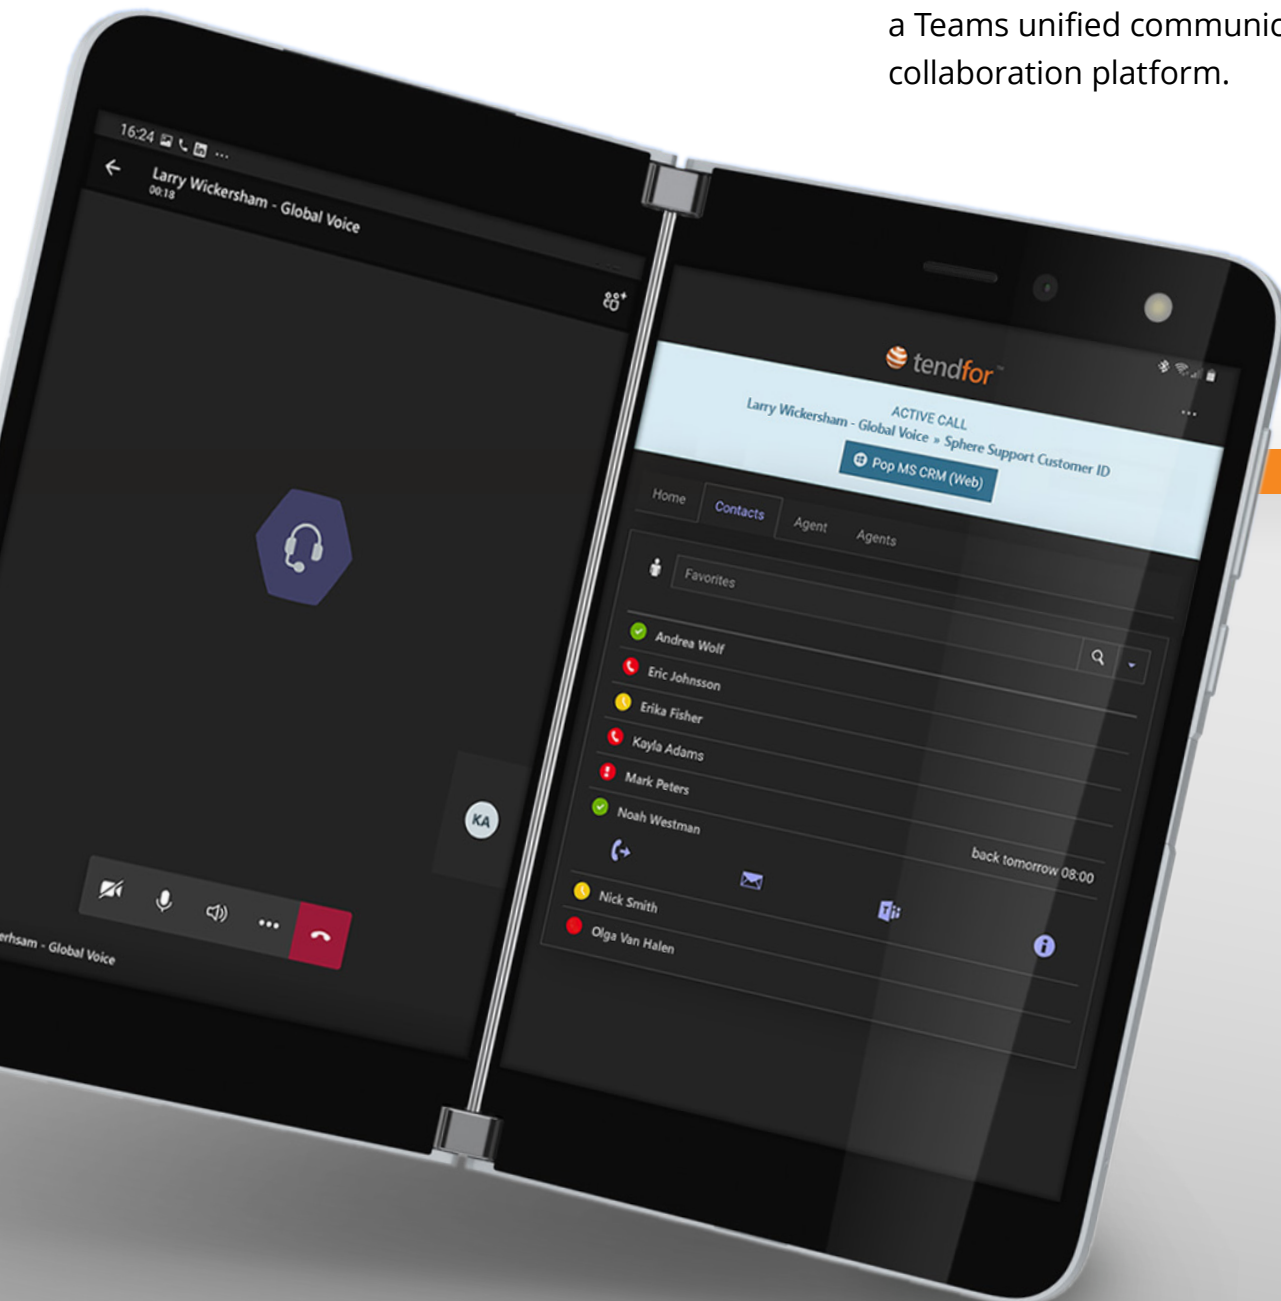 a Teams unified communic
collaboration platform.
16:24
Larry Wickersham - Global Voice
00:18
KA
erhsam - Global Voice
tendfor™
ACTIVE CALL
Larry Wickersham - Global Voice » Sphere Support Customer ID
Pop MS CRM (Web)
Home Contacts Agent Agents
Favorites
Andrea Wolf
Eric Johnsson
Erika Fisher
Kayla Adams
Mark Peters
back tomorrow 08:00
Noah Westman
Nick Smith
Olga Van Halen